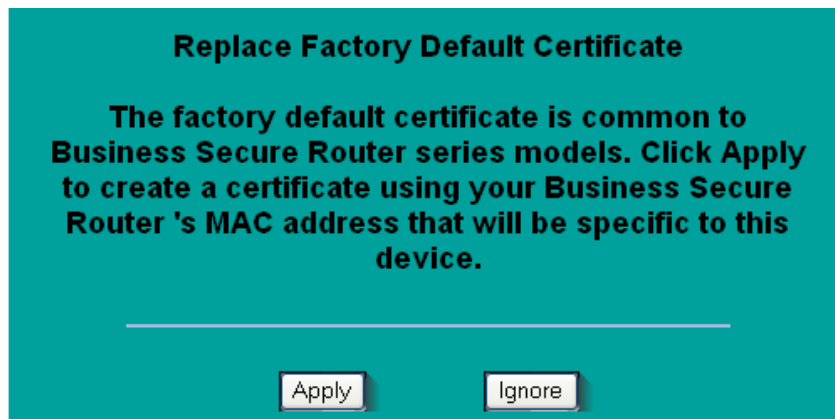 Replace Factory Default Certificate
The factory default certificate is common to
Business Secure Router series models. Click Apply
to create a certificate using your Business Secure
Router 's MAC address that will be specific to this
device.
Apply Ignore